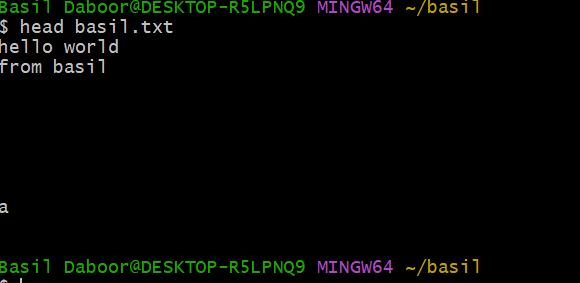 Basil Daboor@DESKTOP-R5LPNQ9 MINGW64 ~/basil
$ head basil.txt
hello world
from basil
a
Basil Daboor@DESKTOP-R5LPNQ9 MINGW64 ~/basil
$